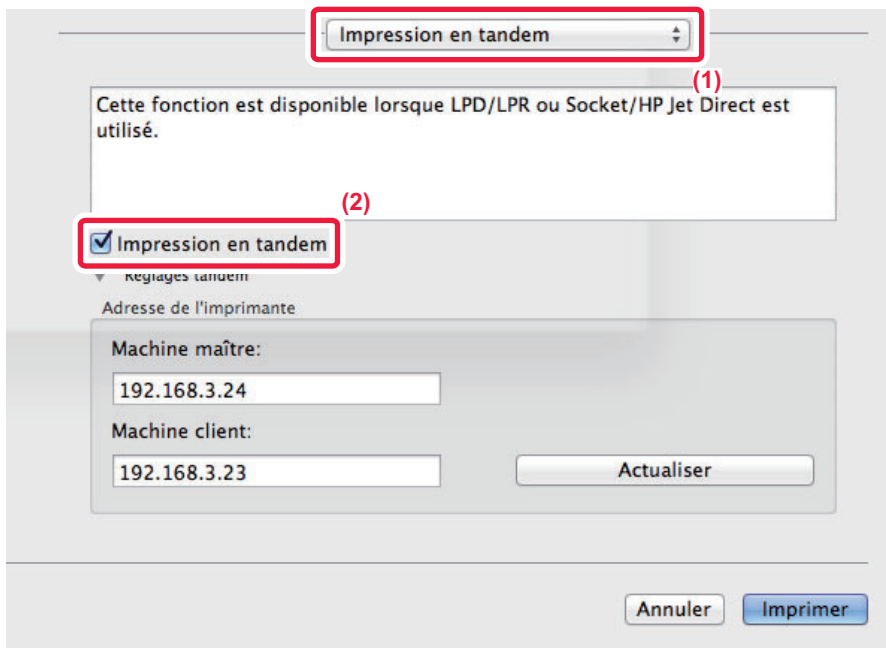 Impression en tandem
(1)
Cette fonction est disponible lorsque LPD/LPR ou Socket/HP Jet Direct est
utilisé.
(2)
Impression en tandem
Réglages tandem
Adresse de l'imprimante
Machine maître:
192.168.3.24
Machine client:
192.168.3.23
Actualiser
Annuler
Imprimer